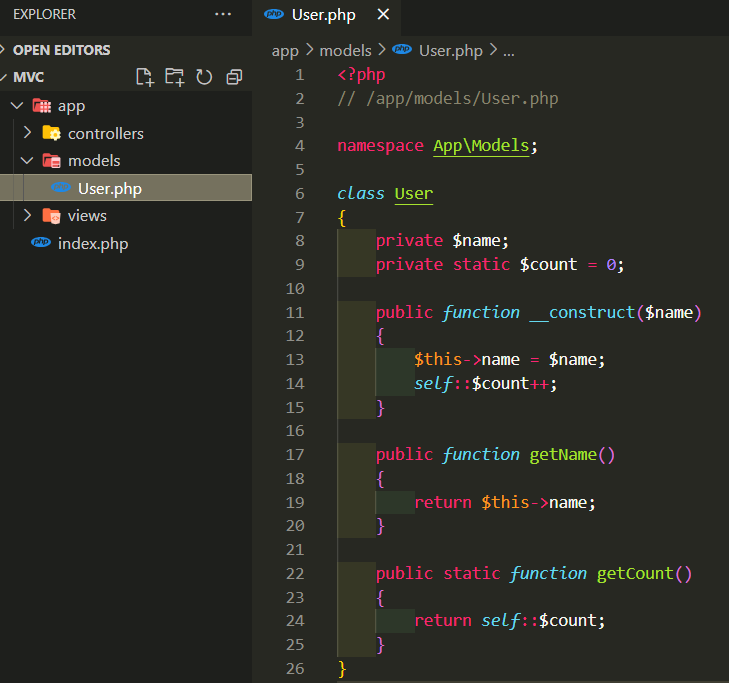 EXPLORER
...
OPEN EDITORS
MVC
app
controllers
models
php User.php
views
php index.php
php User.php
app > models > php User.php > ...
1 <?php
2 // /app/models/User.php
3
4 namespace App\Models;
5
6 class User
7 {
8     private $name;
9     private static $count = 0;
10
11     public function __construct($name)
12     {
13         $this->name = $name;
14         self::$count++;
15     }
16
17     public function getName()
18     {
19         return $this->name;
20     }
21
22     public static function getCount()
23     {
24         return self::$count;
25     }
26 }